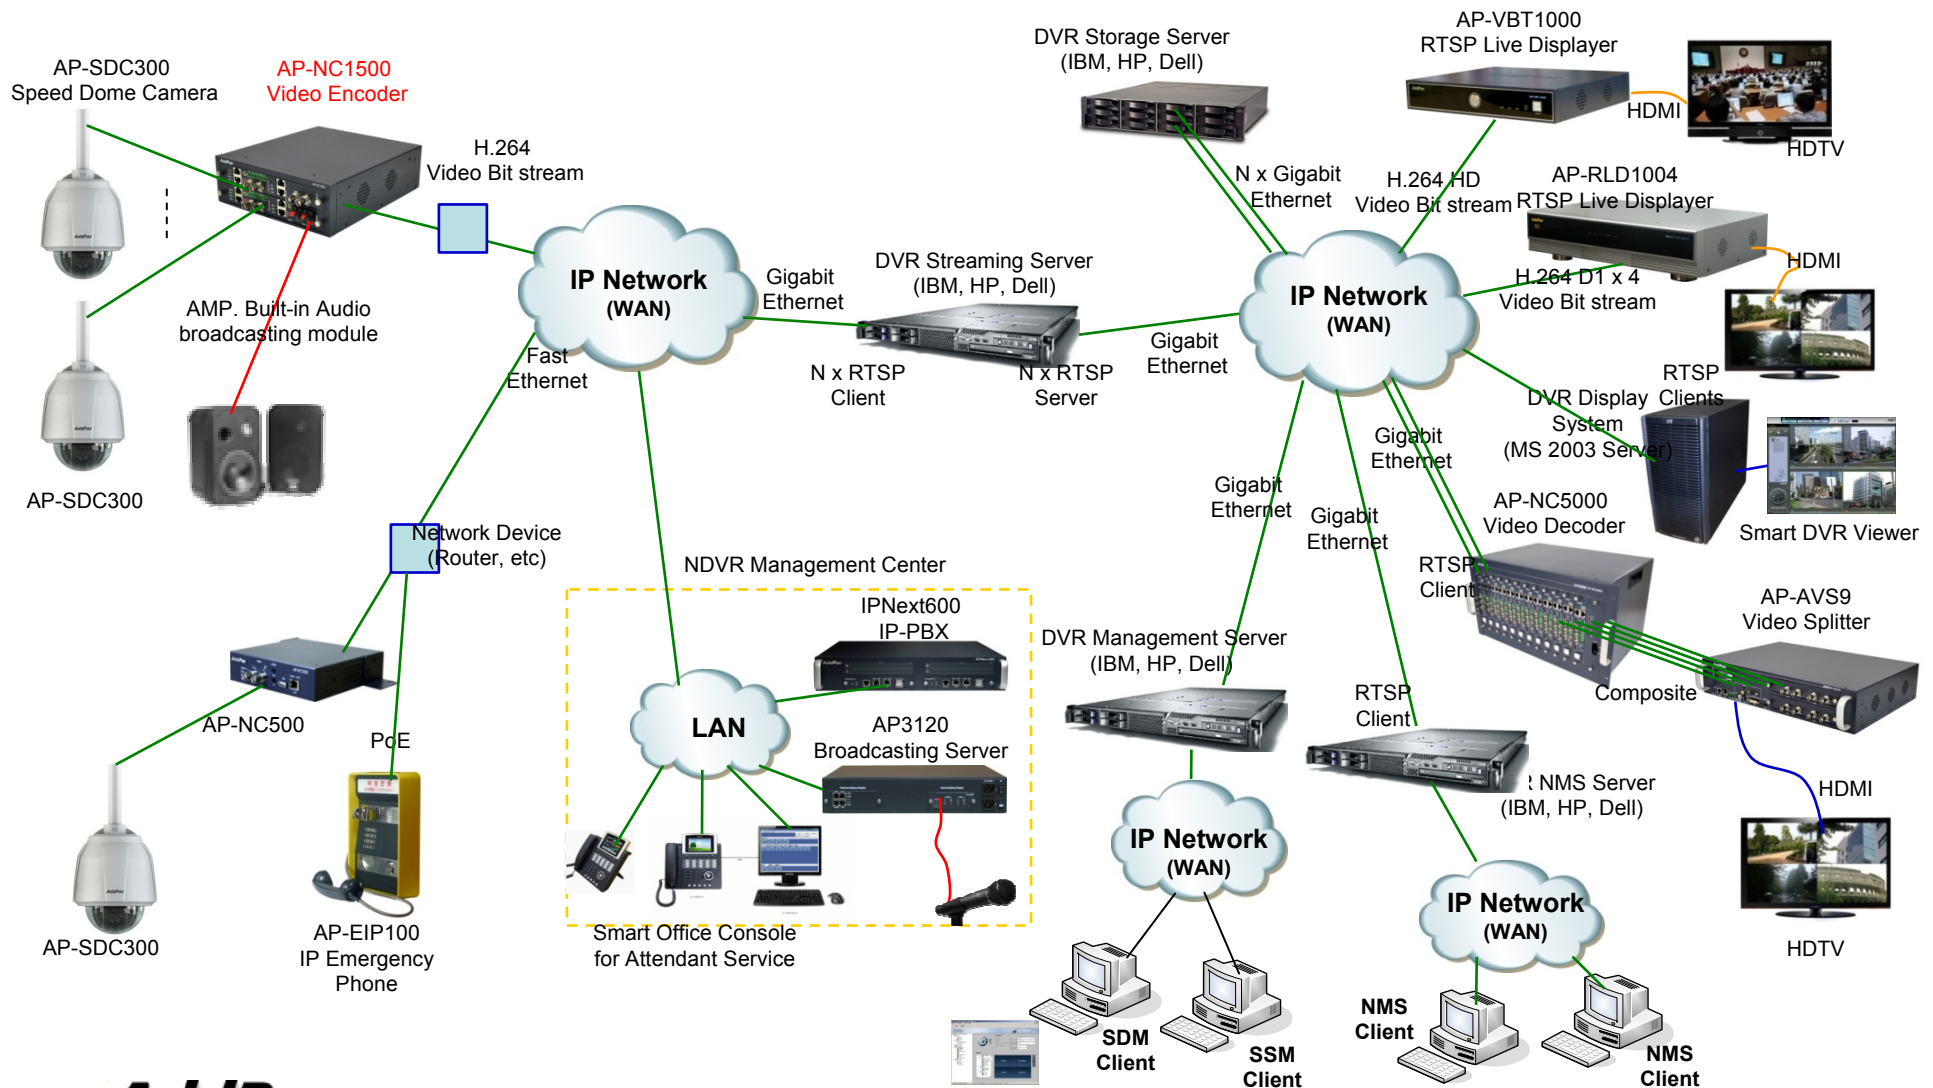 AP-SDC300
Speed Dome Camera
AP-NC1500
Video Encoder
H.264
Video Bit stream
AMP. Built-in Audio
broadcasting module
AP-SDC300
IP Network
(WAN)
Gigabit
Ethernet
Fast
Ethernet
DVR Streaming Server
(IBM, HP, Dell)
N x RTSP
Client
N x RTSP
Server
Gigabit
Ethernet
DVR Storage Server
(IBM, HP, Dell)
N x Gigabit
Ethernet
AP-VBT1000
RTSP Live Displayer
HDMI
HDTV
H.264 HD
Video Bit stream
AP-RLD1004
RTSP Live Displayer
HDMI
H.264 D1 x 4
Video Bit stream
IP Network
(WAN)
RTSP
Clients
DVR Display
System
(MS 2003 Server)
Smart DVR Viewer
Gigabit
Ethernet
Gigabit
Ethernet
Gigabit
Ethernet
AP-NC5000
Video Decoder
RTSP
Client
AP-AVS9
Video Splitter
Composite
HDMI
HDTV
Network Device
(Router, etc)
AP-NC500
PoE
AP-SDC300
AP-EIP100
IP Emergency
Phone
NDVR Management Center
IPNext600
IP-PBX
LAN
AP3120
Broadcasting Server
Smart Office Console
for Attendant Service
DVR Management Server
(IBM, HP, Dell)
RTSP
Client
NMS Server
(IBM, HP, Dell)
IP Network
(WAN)
IP Network
(WAN)
SDM
Client
SSM
Client
NMS
Client
NMS
Client